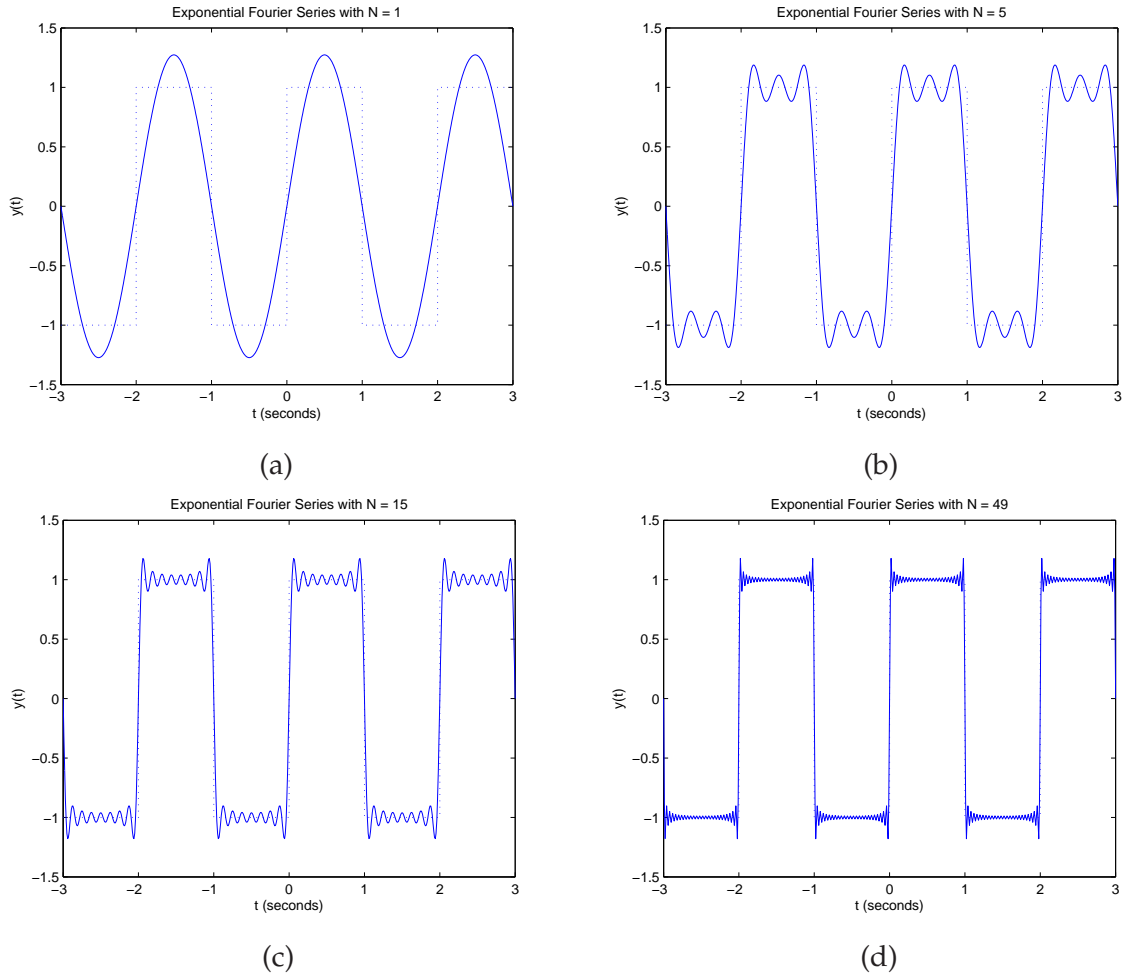 Exponential Fourier Series with N = 1
1.5
1
0.5
0
−0.5
−1
−1.5
y(t)
−3 −2 −1 0 1 2 3
t (seconds)
(a)
Exponential Fourier Series with N = 5
1.5
1
0.5
0
−0.5
−1
−1.5
y(t)
−3 −2 −1 0 1 2 3
t (seconds)
(b)
Exponential Fourier Series with N = 15
1.5
1
0.5
0
−0.5
−1
−1.5
y(t)
−3 −2 −1 0 1 2 3
t (seconds)
(c)
Exponential Fourier Series with N = 49
1.5
1
0.5
0
−0.5
−1
−1.5
y(t)
−3 −2 −1 0 1 2 3
t (seconds)
(d)